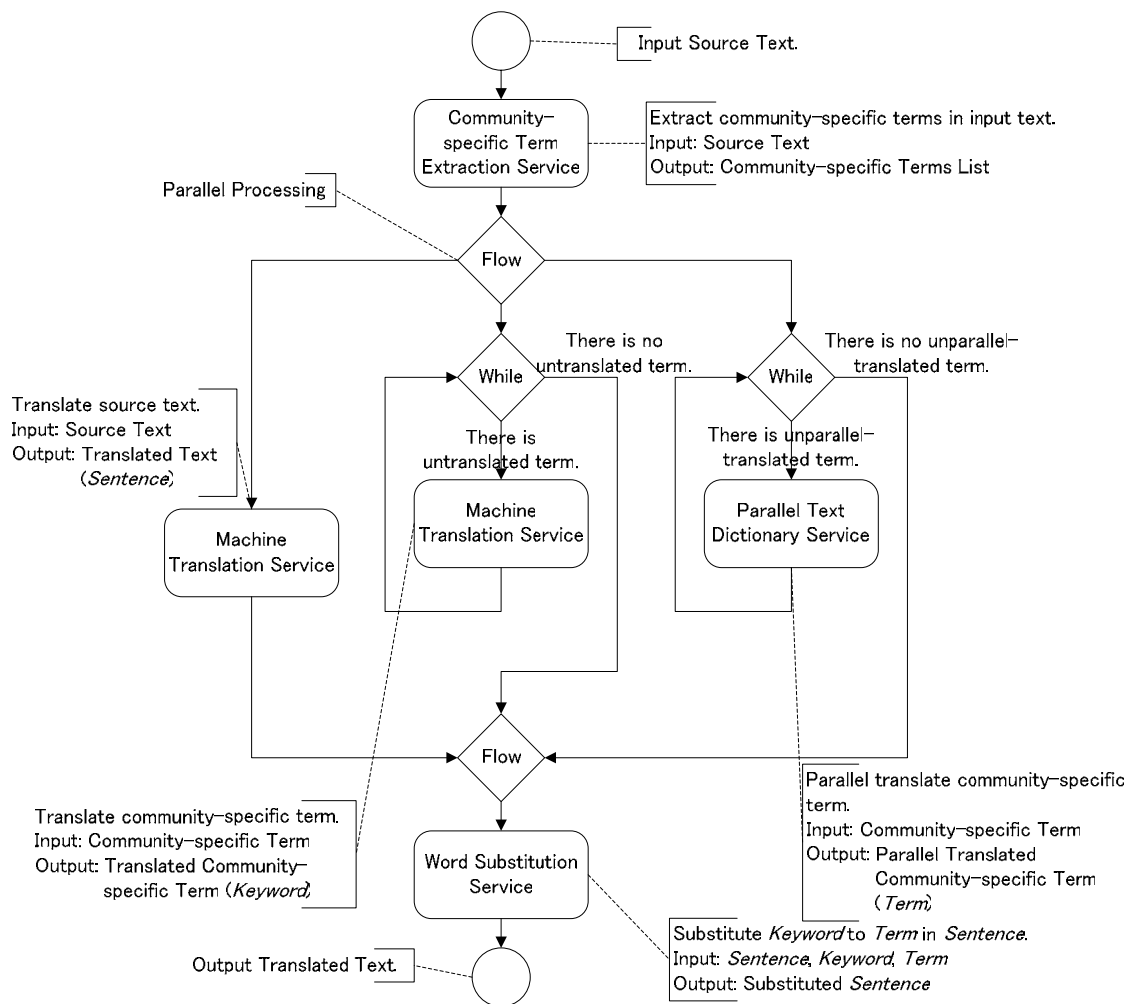 Input Source Text.
Community-
specific Term
Extraction Service
Extract community-specific terms in input text.
Input: Source Text
Output: Community-specific Terms List
Parallel Processing
Flow
There is no
untranslated term.
There is no unparallel-
translated term.
While
While
Translate source text.
Input: Source Text
Output: Translated Text
(Sentence)
There is
untranslated term.
There is unparallel-
translated term.
Machine
Translation Service
Machine
Translation Service
Parallel Text
Dictionary Service
Flow
Translate community-specific term.
Input: Community-specific Term
Output: Translated Community-
specific Term (Keyword)
Parallel translate community-specific
term.
Input: Community-specific Term
Output: Parallel Translated
Community-specific Term
(Term)
Word Substitution
Service
Substitute Keyword to Term in Sentence.
Input: Sentence, Keyword, Term
Output: Substituted Sentence
Output Translated Text.